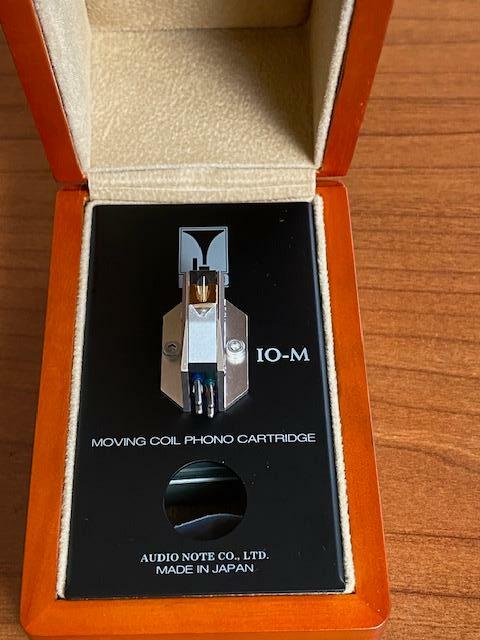 IO-M
MOVING COIL PHONO CARTRIDGE
AUDIO NOTE CO., LTD.
MADE IN JAPAN